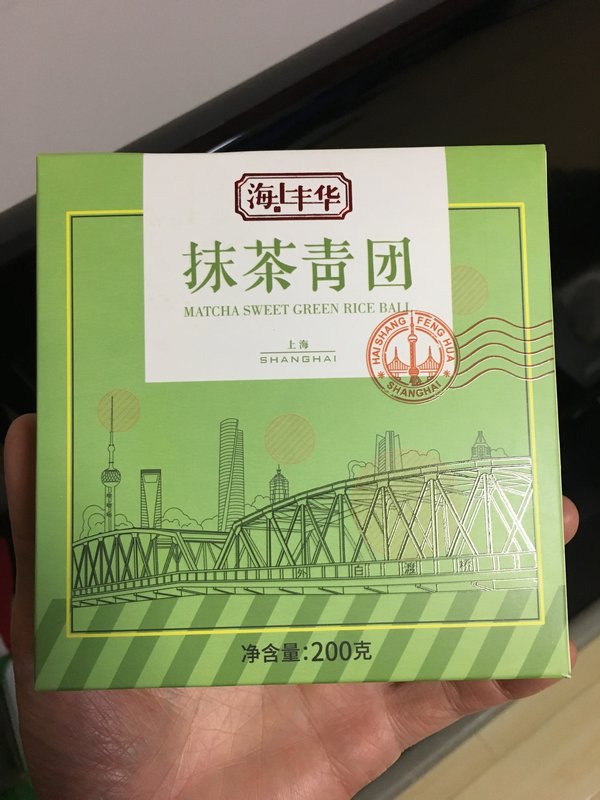 海上丰华
抹茶青团
MATCHA SWEET GREEN RICE BALL
上海
SHANGHAI
HAI SHANG FENG HUA
SHANGHAI
外白渡桥
净含量:200克